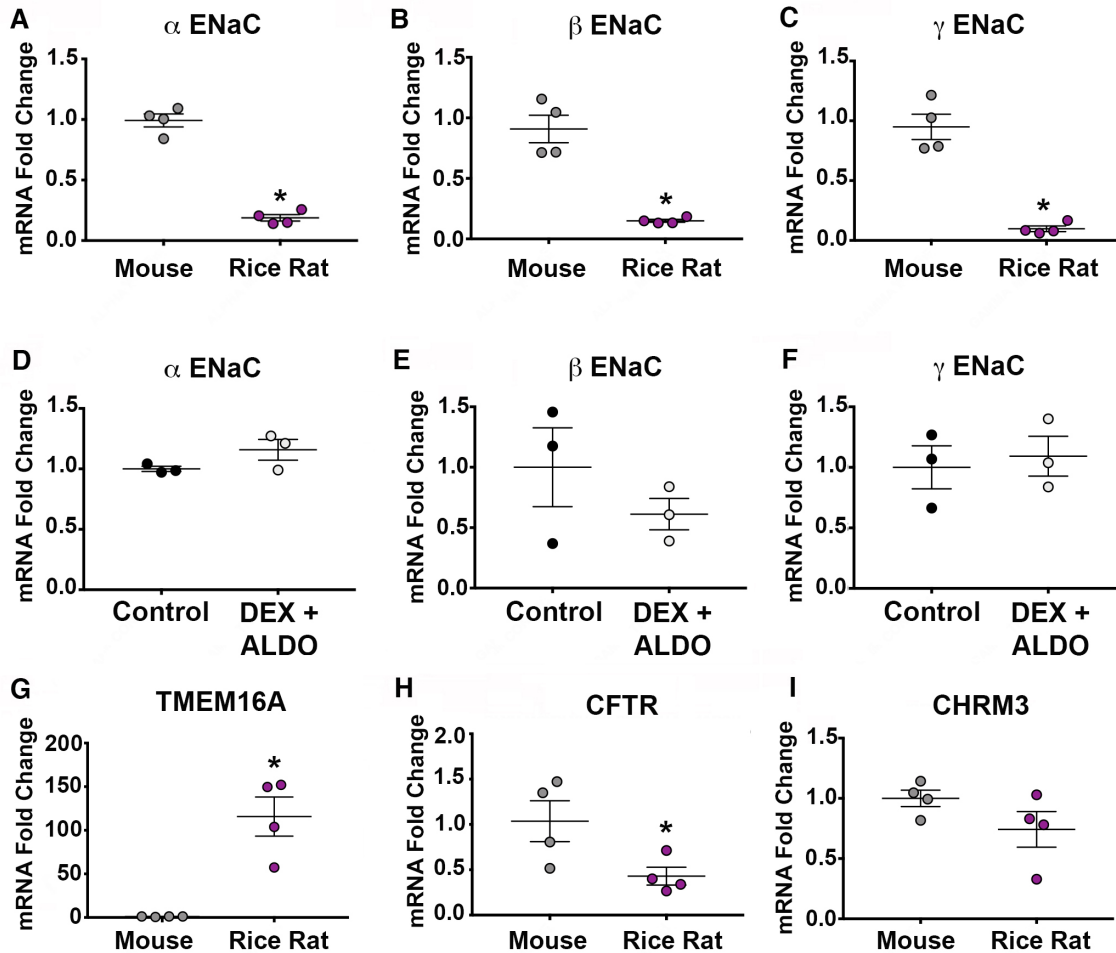 A
α ENaC
mRNA Fold Change
1.5
1.0
0.5
0.0
*
Mouse
Rice Rat
B
β ENaC
mRNA Fold Change
1.5
1.0
0.5
0.0
*
Mouse
Rice Rat
C
γ ENaC
mRNA Fold Change
1.5
1.0
0.5
0.0
*
Mouse
Rice Rat
D
α ENaC
mRNA Fold Change
1.5
1.0
0.5
0.0
Control
DEX +
ALDO
E
β ENaC
mRNA Fold Change
1.5
1.0
0.5
0.0
Control
DEX +
ALDO
F
γ ENaC
mRNA Fold Change
1.5
1.0
0.5
0.0
Control
DEX +
ALDO
G
TMEM16A
mRNA Fold Change
200
150
100
50
0
*
Mouse
Rice Rat
H
CFTR
mRNA Fold Change
2.0
1.5
1.0
0.5
0.0
*
Mouse
Rice Rat
I
CHRM3
mRNA Fold Change
1.5
1.0
0.5
0.0
Mouse
Rice Rat